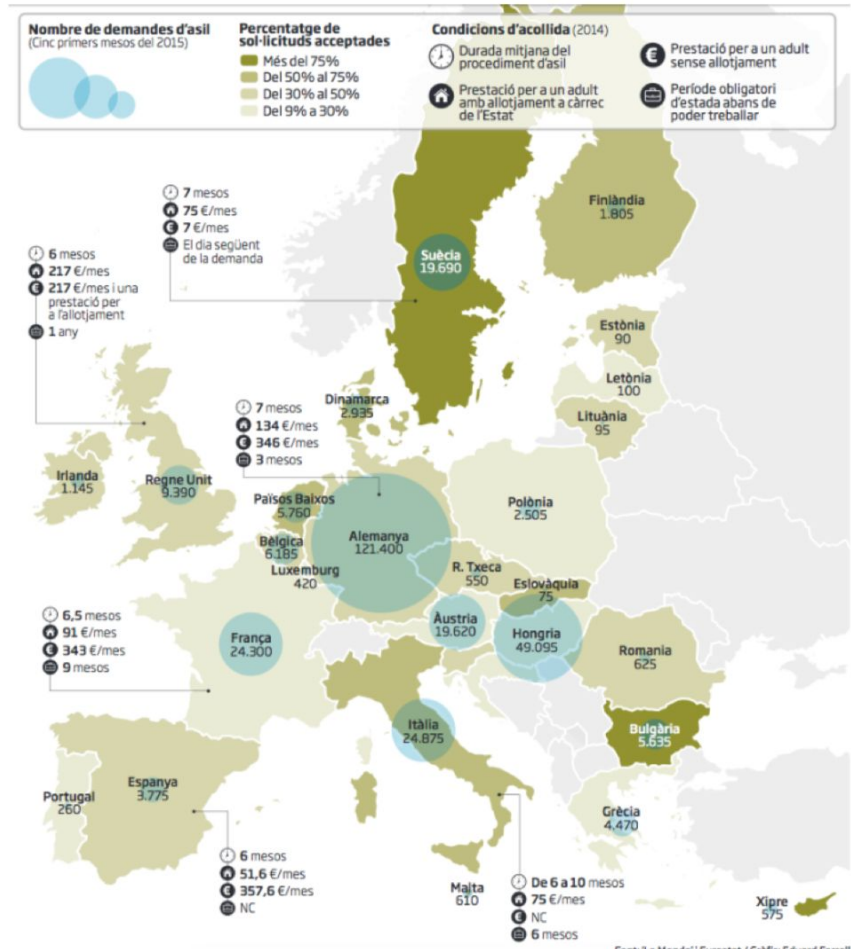 Nombre de demandes d'asil
(Cinc primers mesos del 2015)
Percentatge de
sol·licituds acceptades
Més del 75%
Del 50% al 75%
Del 30% al 50%
Del 9% a 30%
Condicions d'acollida (2014)
Durada mitjana del
procediment d'asil
Prestació per a un adult
amb allotjament a càrrec
de l'Estat
Prestació per a un adult
sense allotjament
Període obligatori
d'estada abans de
poder treballar
7 mesos
75 €/mes
7 €/mes
El dia següent
de la demanda
Finlàndia
1.805
Suècia
19.690
6 mesos
217 €/mes
217 €/mes i una
prestació per
a l'allotjament
1 any
Estònia
90
Letònia
100
Lituània
95
Dinamarca
2.935
7 mesos
134 €/mes
346 €/mes
3 mesos
Irlanda
1.145
Regne Unit
9.390
Països Baixos
5.760
Bèlgica
6.185
Luxemburg
420
Alemanya
121.400
Polònia
2.505
R. Txeca
550
Eslovàquia
75
Àustria
19.620
Hongria
49.095
Romania
625
6,5 mesos
91 €/mes
343 €/mes
9 mesos
França
24.300
Itàlia
24.875
Bulgària
5.635
Portugal
260
Espanya
3.775
Grècia
4.470
6 mesos
51,6 €/mes
357,6 €/mes
NC
Malta
610
De 6 a 10 mesos
75 €/mes
NC
6 mesos
Xipre
575